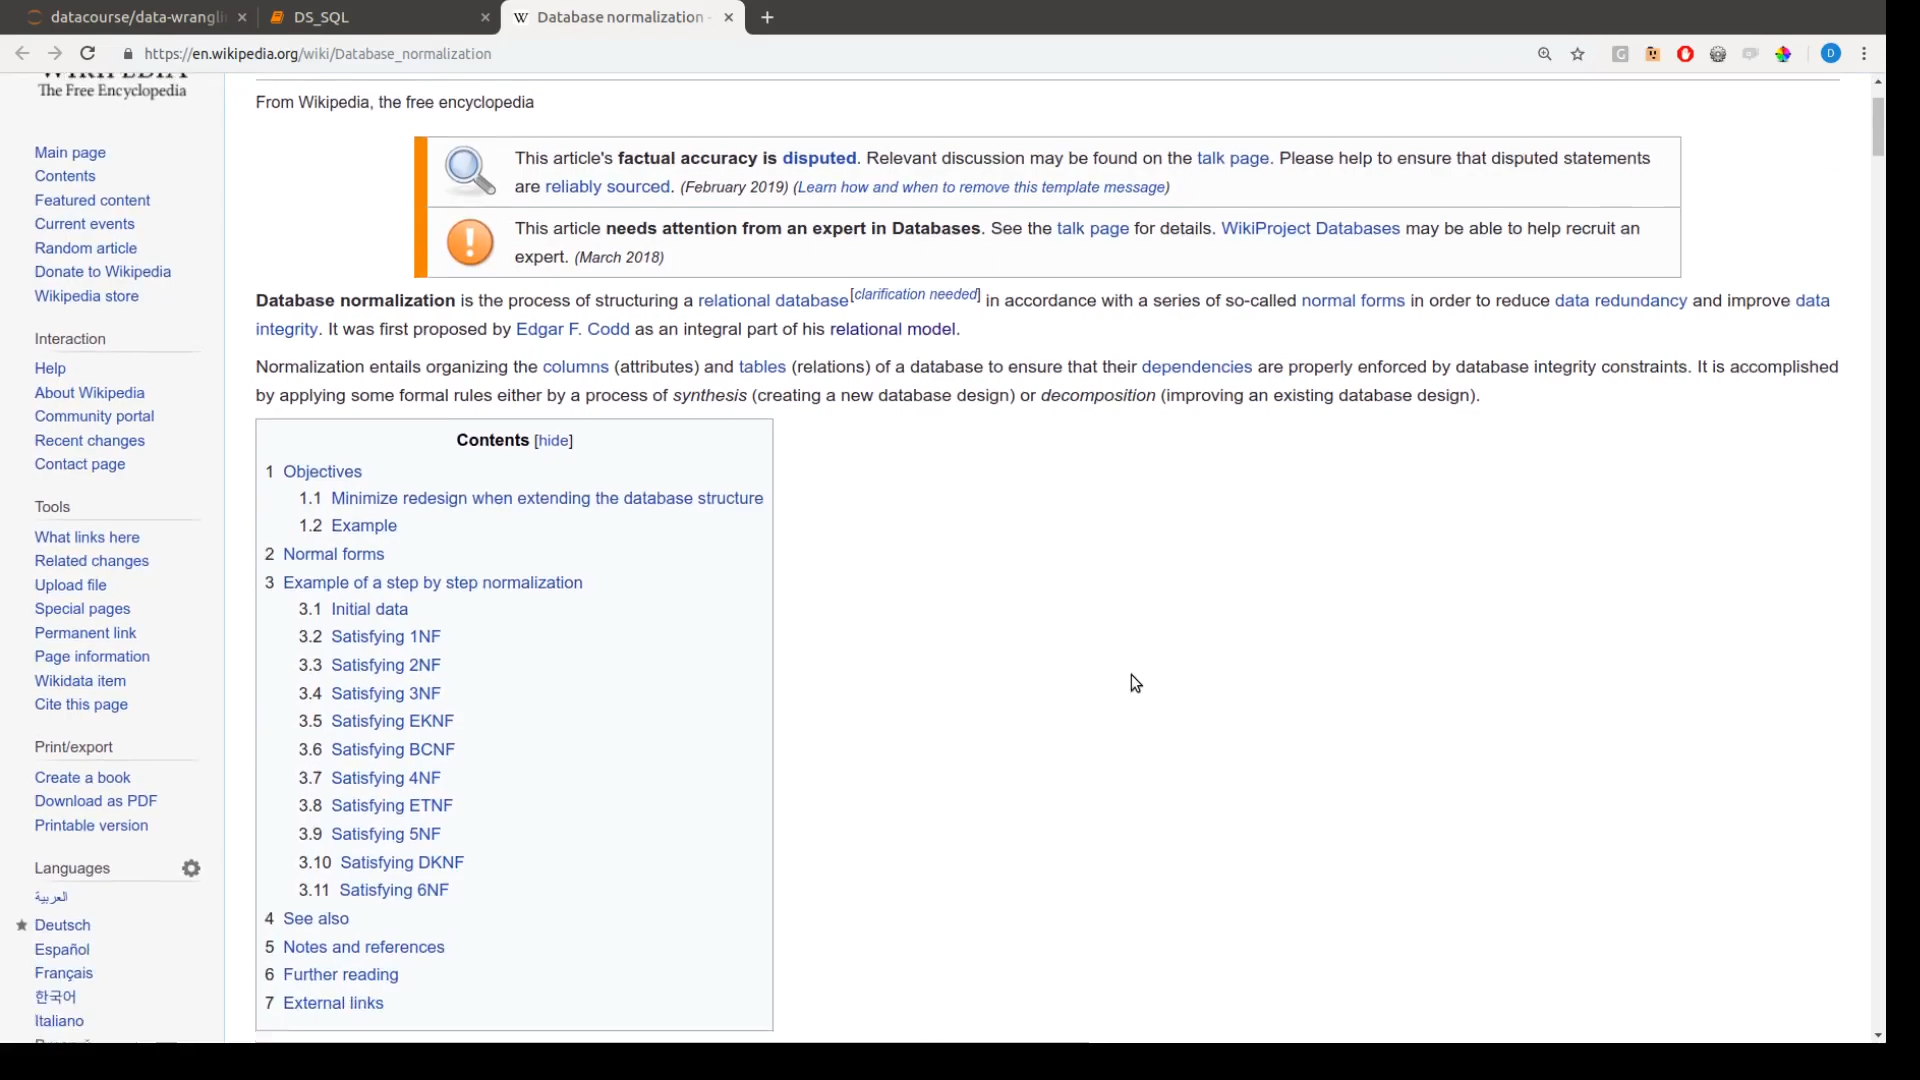 datacourse/data-wrangli
DS_SQL
Database normalization -
https://en.wikipedia.org/wiki/Database_normalization
D
WIKIPEDIA
The Free Encyclopedia
Main page
Contents
Featured content
Current events
Random article
Donate to Wikipedia
Wikipedia store
Interaction
Help
About Wikipedia
Community portal
Recent changes
Contact page
Tools
What links here
Related changes
Upload file
Special pages
Permanent link
Page information
Wikidata item
Cite this page
Print/export
Create a book
Download as PDF
Printable version
Languages
العربية
Deutsch
Español
Français
한국어
Italiano
From Wikipedia, the free encyclopedia
This article's factual accuracy is disputed. Relevant discussion may be found on the talk page. Please help to ensure that disputed statements
are reliably sourced. (February 2019) (Learn how and when to remove this template message)
This article needs attention from an expert in Databases. See the talk page for details. WikiProject Databases may be able to help recruit an
expert. (March 2018)
Database normalization is the process of structuring a relational database[clarification needed] in accordance with a series of so-called normal forms in order to reduce data redundancy and improve data
integrity. It was first proposed by Edgar F. Codd as an integral part of his relational model.
Normalization entails organizing the columns (attributes) and tables (relations) of a database to ensure that their dependencies are properly enforced by database integrity constraints. It is accomplished
by applying some formal rules either by a process of synthesis (creating a new database design) or decomposition (improving an existing database design).
Contents [hide]
1 Objectives
1.1 Minimize redesign when extending the database structure
1.2 Example
2 Normal forms
3 Example of a step by step normalization
3.1 Initial data
3.2 Satisfying 1NF
3.3 Satisfying 2NF
3.4 Satisfying 3NF
3.5 Satisfying EKNF
3.6 Satisfying BCNF
3.7 Satisfying 4NF
3.8 Satisfying ETNF
3.9 Satisfying 5NF
3.10 Satisfying DKNF
3.11 Satisfying 6NF
4 See also
5 Notes and references
6 Further reading
7 External links